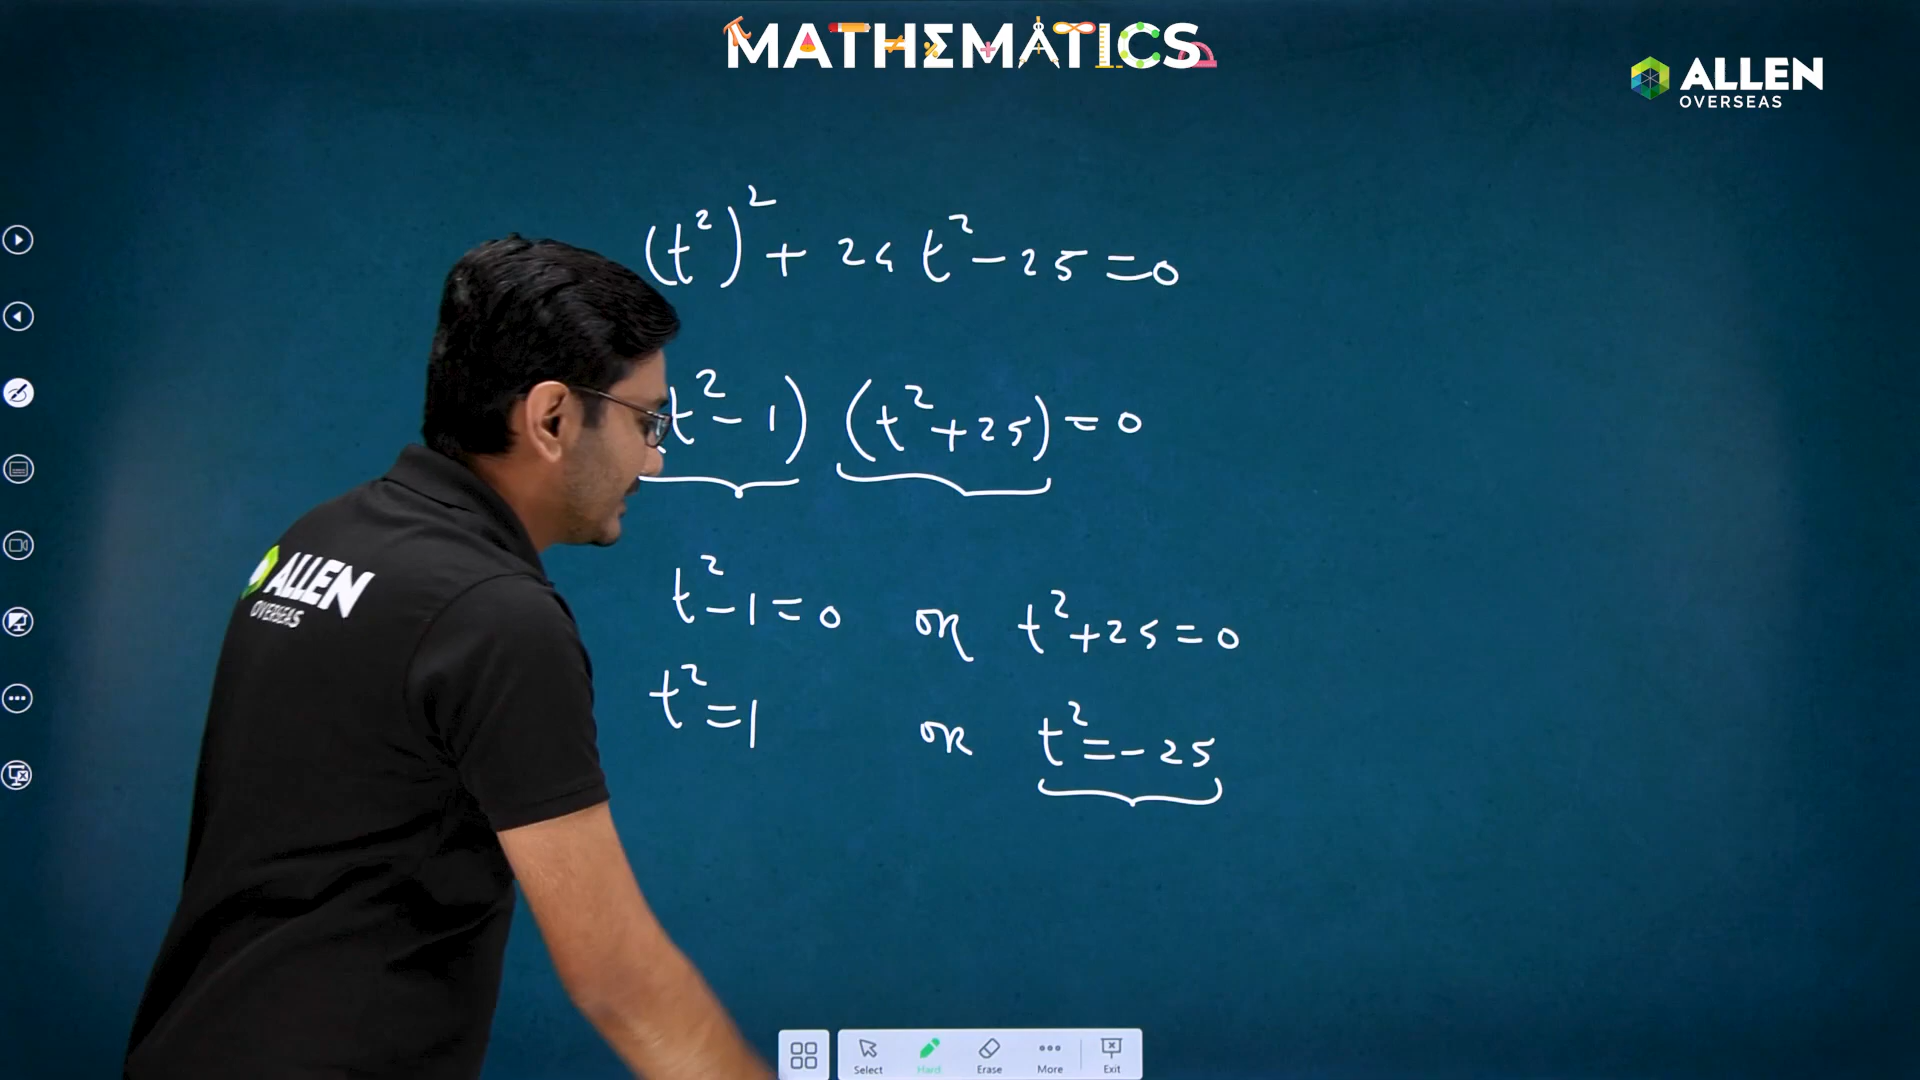 MATHEMATICS
ALLEN
OVERSEAS
(t²)² + 24 t² - 25 = 0
t² - 1) (t² + 25) = 0
t² - 1 = 0 or t² + 25 = 0
t² = 1 or t² = - 25
ALLEN
OVERSEAS
Select Hard Erase More Exit